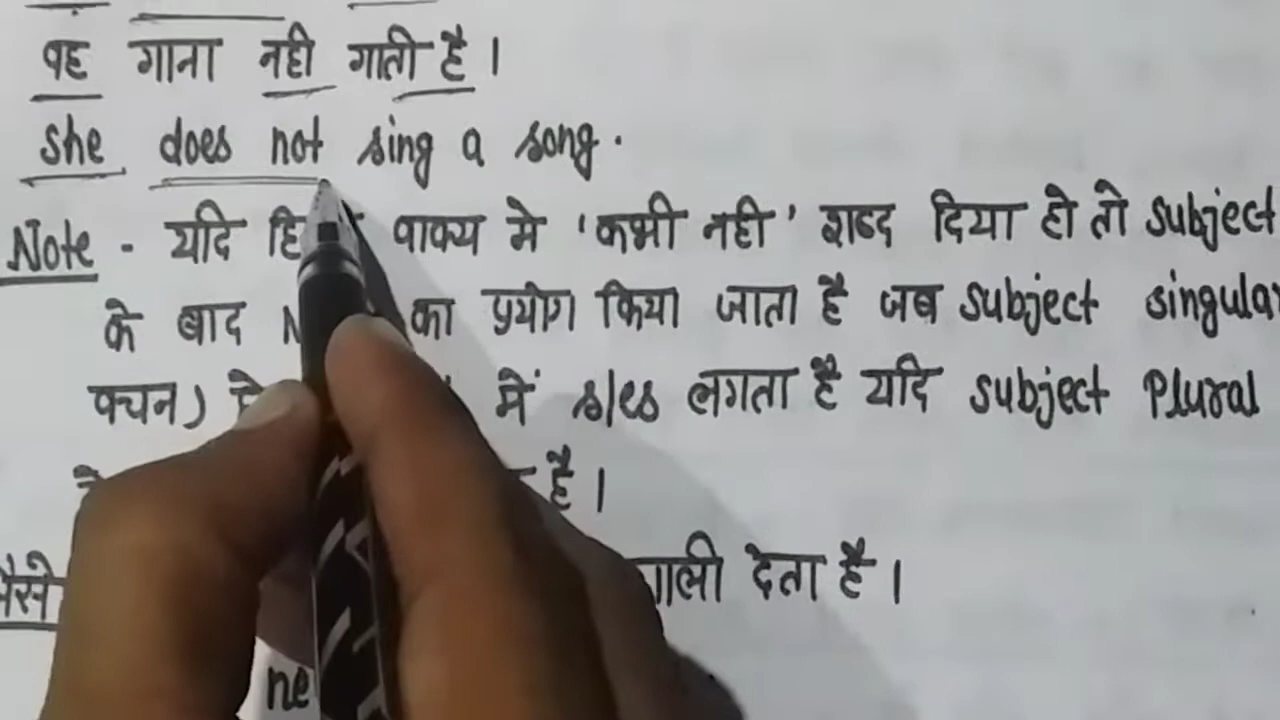 वह गाना नही गाती है।
she does not sing a song.
Note - यदि वाक्य मे 'कभी नही' शब्द दिया हो तो subject
के बाद का प्रयोग किया जाता है जब subject singular
वचन) में s/es लगता है यदि subject Plural
है।
जैसे देता है।